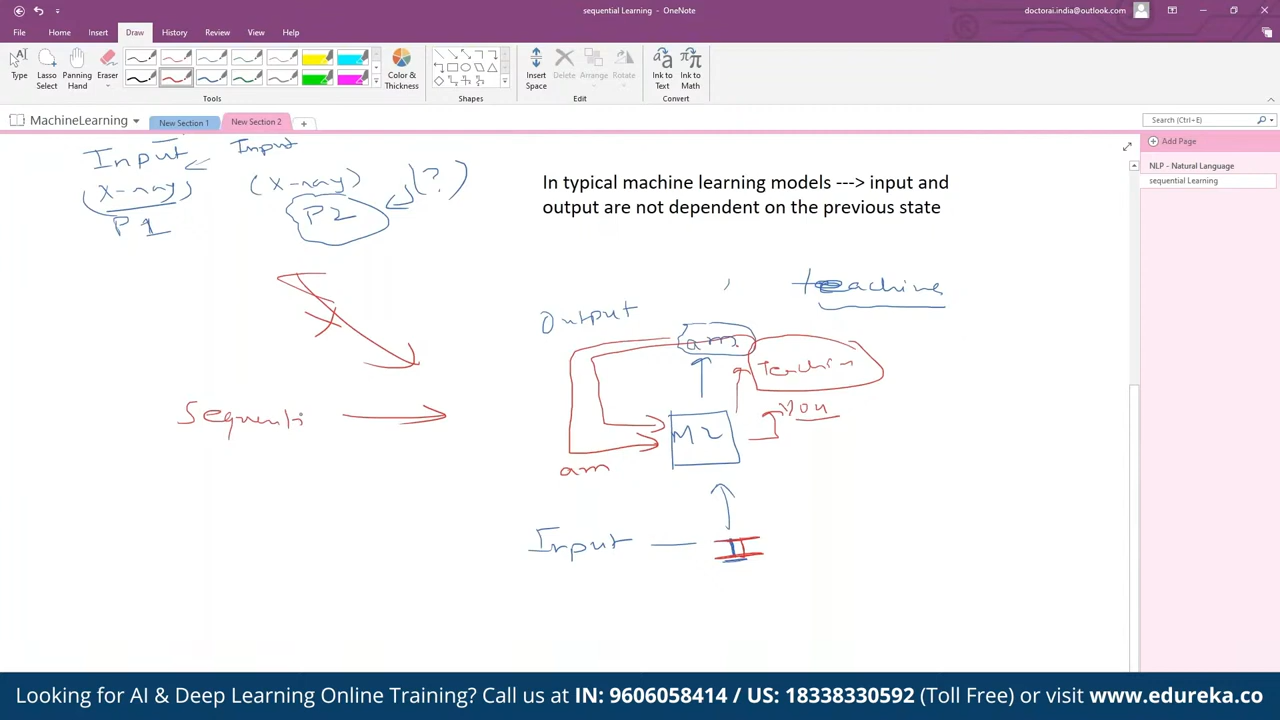 sequential Learning - OneNote
doctorai.india@outlook.com
File Home Insert Draw History Review View Help
Type
Lasso Select
Panning Hand
Eraser
Color & Thickness
Insert Space
Delete
Arrange
Rotate
Ink to Text
Ink to Math
Tools
Shapes
Edit
Convert
MachineLearning
New Section 1
New Section 2
Search (Ctrl+E)
Add Page
NLP - Natural Language
sequential Learning
Input Input
(X-ray) (X-ray)
P1 P2
(?)
In typical machine learning models ---> input and
output are not dependent on the previous state
teachine
Output
am
Teachin
Sequenti
You
M2
am
Input — I
Looking for AI & Deep Learning Online Training? Call us at IN: 9606058414 / US: 18338330592 (Toll Free) or visit www.edureka.co